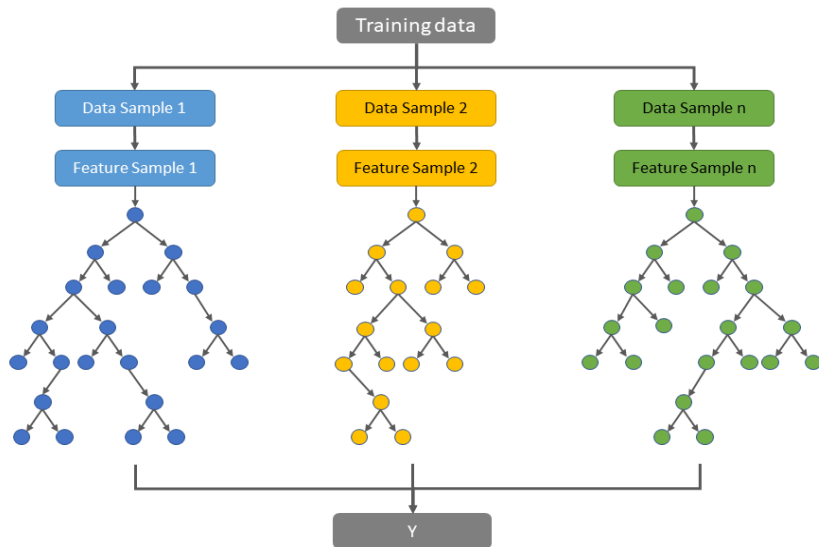 Training data
Data Sample 1
Data Sample 2
Data Sample n
Feature Sample 1
Feature Sample 2
Feature Sample n
Y